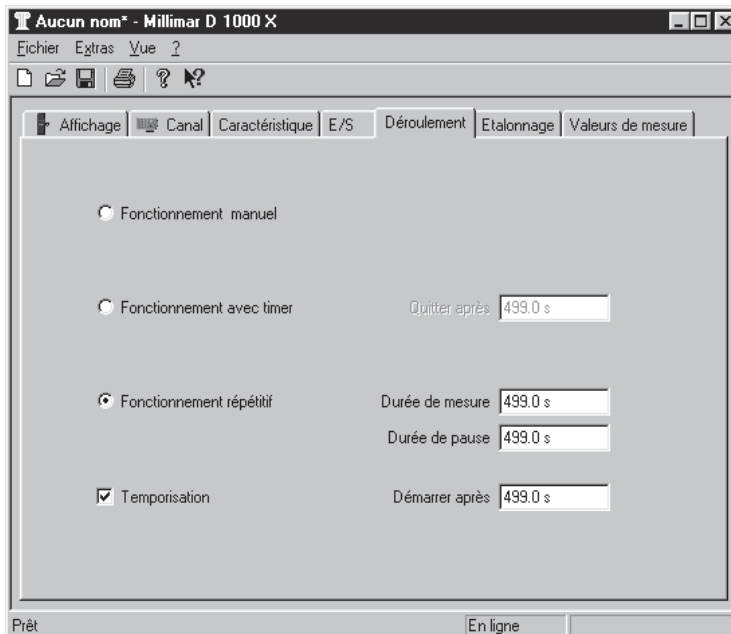 Aucun nom* - Millimar D 1000 X
Fichier Extras Vue ?
Affichage Canal Caractéristique E/S Déroulement Etalonnage Valeurs de mesure
Fonctionnement manuel
Fonctionnement avec timer Quitter après 499.0 s
Fonctionnement répétitif Durée de mesure 499.0 s
Durée de pause 499.0 s
Temporisation Démarrer après 499.0 s
Prêt En ligne